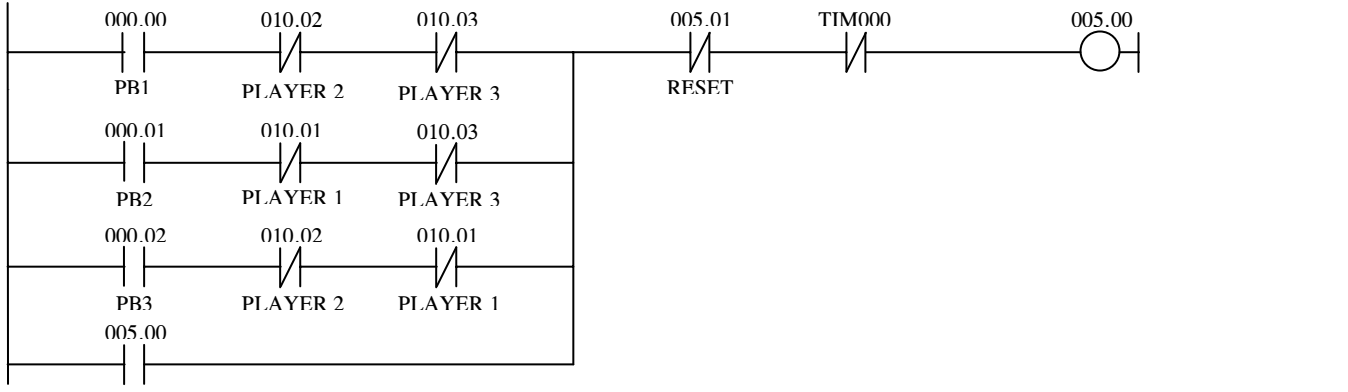 000.00 010.02 010.03 005.01 TIM000 005.00
PB1 PLAYER 2 PLAYER 3 RESET
000.01 010.01 010.03
PB2 PLAYER 1 PLAYER 3
000.02 010.02 010.01
PB3 PLAYER 2 PLAYER 1
005.00